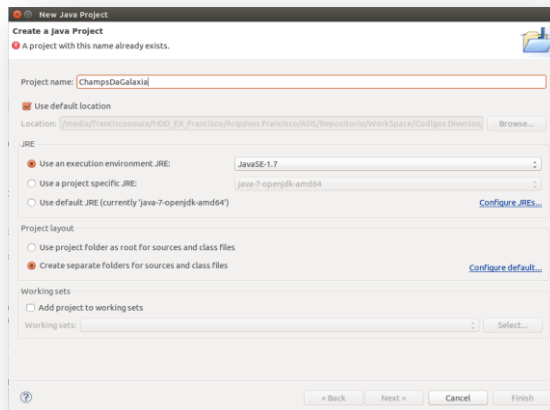 New Java Project
Create a Java Project
A project with this name already exists.
Project name: ChampsDaGalaxia
Use default location
Location: /media/franciscosouza/HDD_EX_Francisco/Arquivos Francisco/ADS/Repositorio/WorkSpace/Codigos Diversos, Browse...
JRE
Use an execution environment JRE: JavaSE-1.7
Use a project specific JRE: java-7-openjdk-amd64
Use default JRE (currently 'java-7-openjdk-amd64') Configure JREs...
Project layout
Use project folder as root for sources and class files
Create separate folders for sources and class files Configure default...
Working sets
Add project to working sets
Working sets: Select...
? < Back Next > Cancel Finish